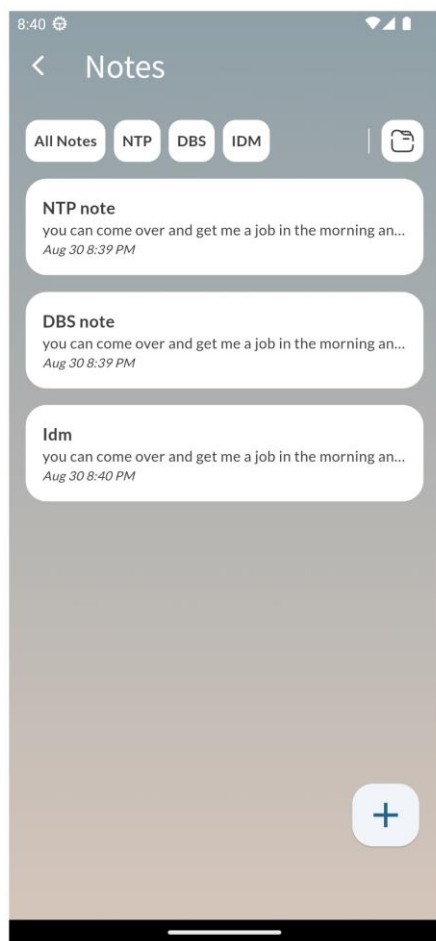 8:40
Notes
All Notes NTP DBS IDM
NTP note
you can come over and get me a job in the morning an...
Aug 30 8:39 PM
DBS note
you can come over and get me a job in the morning an...
Aug 30 8:39 PM
Idm
you can come over and get me a job in the morning an...
Aug 30 8:40 PM